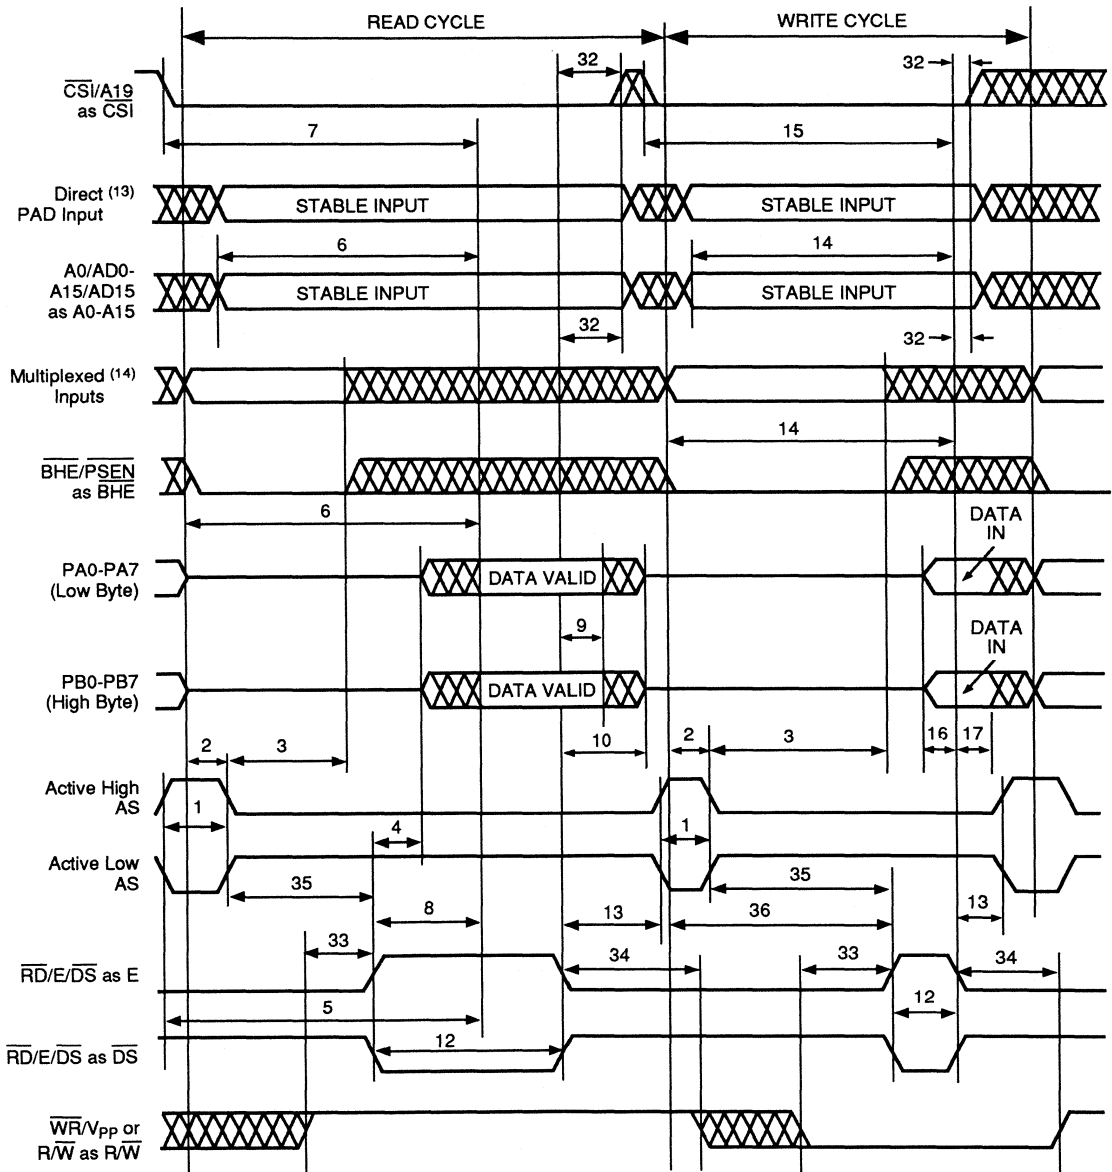 READ CYCLE
WRITE CYCLE
32
32
CSI/A19
as CSI
7
15
Direct (13)
PAD Input
STABLE INPUT
STABLE INPUT
6
14
A0/AD0-
A15/AD15
as A0-A15
STABLE INPUT
STABLE INPUT
32
32
Multiplexed (14)
Inputs
14
BHE/PSEN
as BHE
6
DATA
IN
PA0-PA7
(Low Byte)
DATA VALID
9
DATA
IN
PB0-PB7
(High Byte)
DATA VALID
2
3
10
2
3
16
17
Active High
AS
1
4
1
Active Low
AS
35
35
8
13
36
13
33
34
33
34
RD/E/DS as E
5
12
12
RD/E/DS as DS
WR/VPP or
R/W as R/W